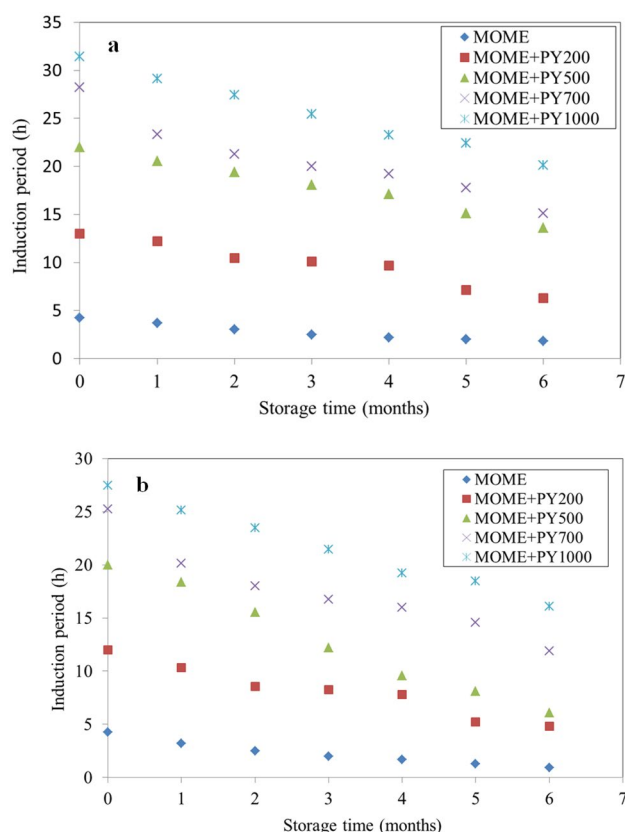 a
35
30
25
20
15
10
5
0
Induction period (h)
MOME
MOME+PY200
MOME+PY500
MOME+PY700
MOME+PY1000
0 1 2 3 4 5 6 7
Storage time (months)
b
30
25
20
15
10
5
0
Induction period (h)
MOME
MOME+PY200
MOME+PY500
MOME+PY700
MOME+PY1000
0 1 2 3 4 5 6 7
Storage time (months)